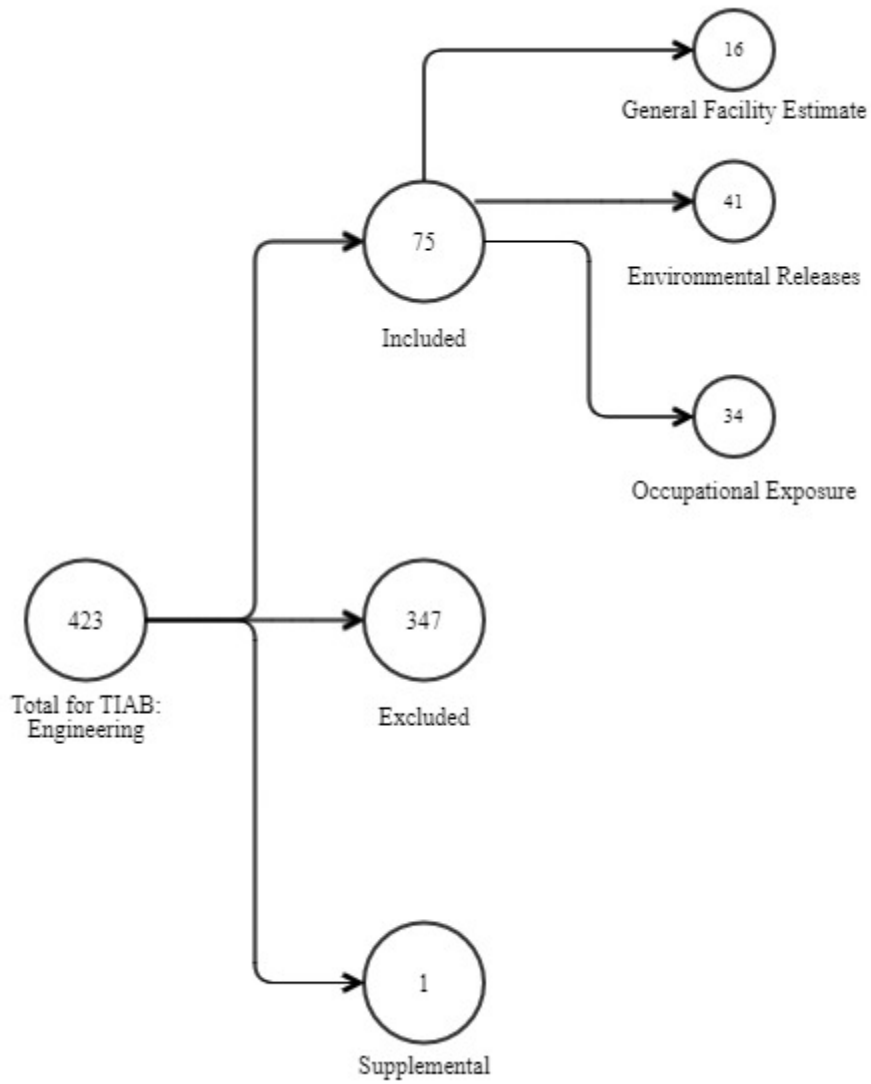 16
General Facility Estimate
41
Environmental Releases
75
Included
34
Occupational Exposure
423
Total for TIAB:
Engineering
347
Excluded
1
Supplemental